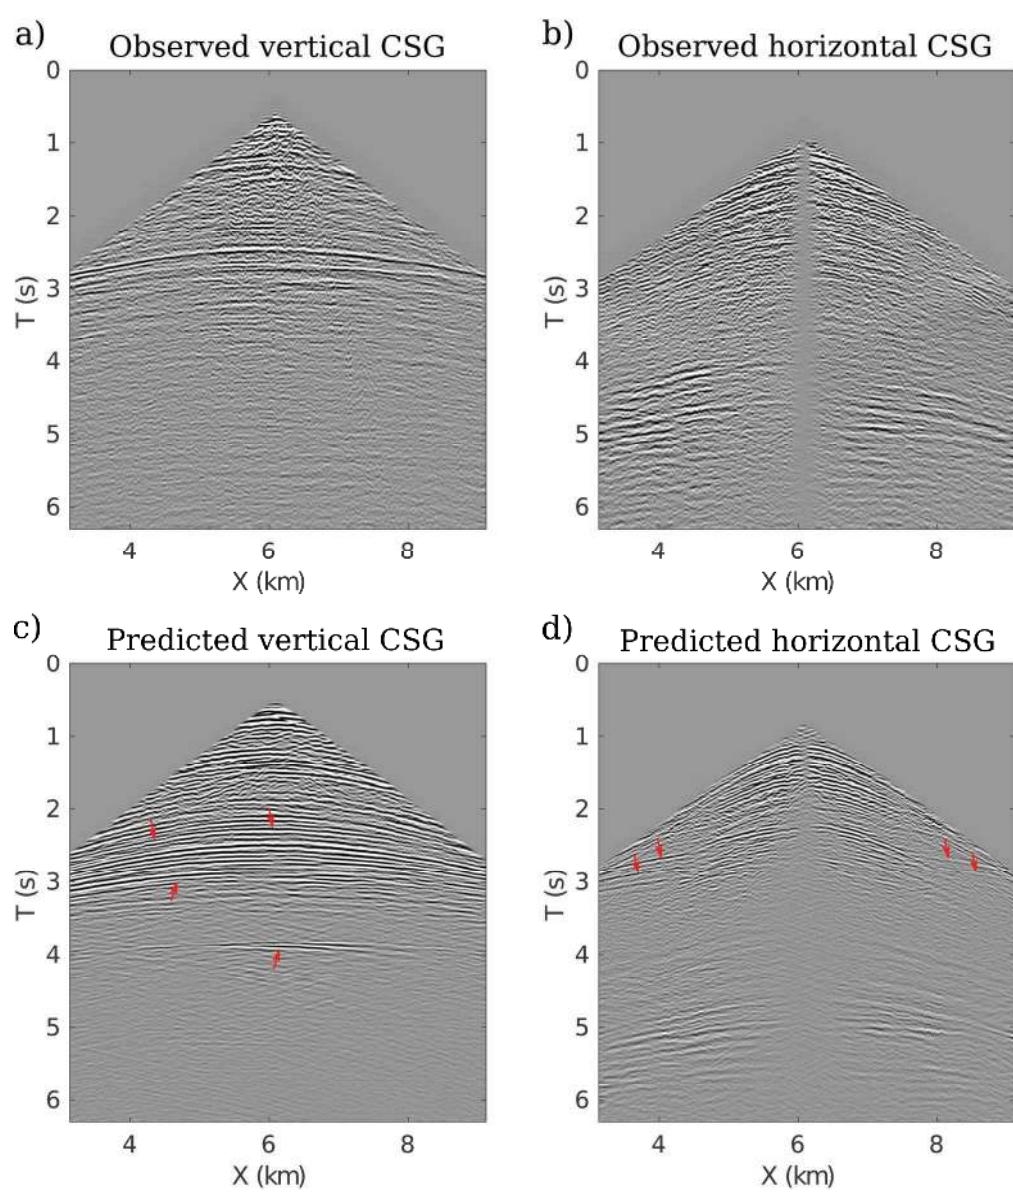 a) Observed vertical CSG
0
1
2
3
4
5
6
T (s)
4 6 8
X (km)
b) Observed horizontal CSG
0
1
2
3
4
5
6
T (s)
4 6 8
X (km)
c) Predicted vertical CSG
0
1
2
3
4
5
6
T (s)
4 6 8
X (km)
d) Predicted horizontal CSG
0
1
2
3
4
5
6
T (s)
4 6 8
X (km)